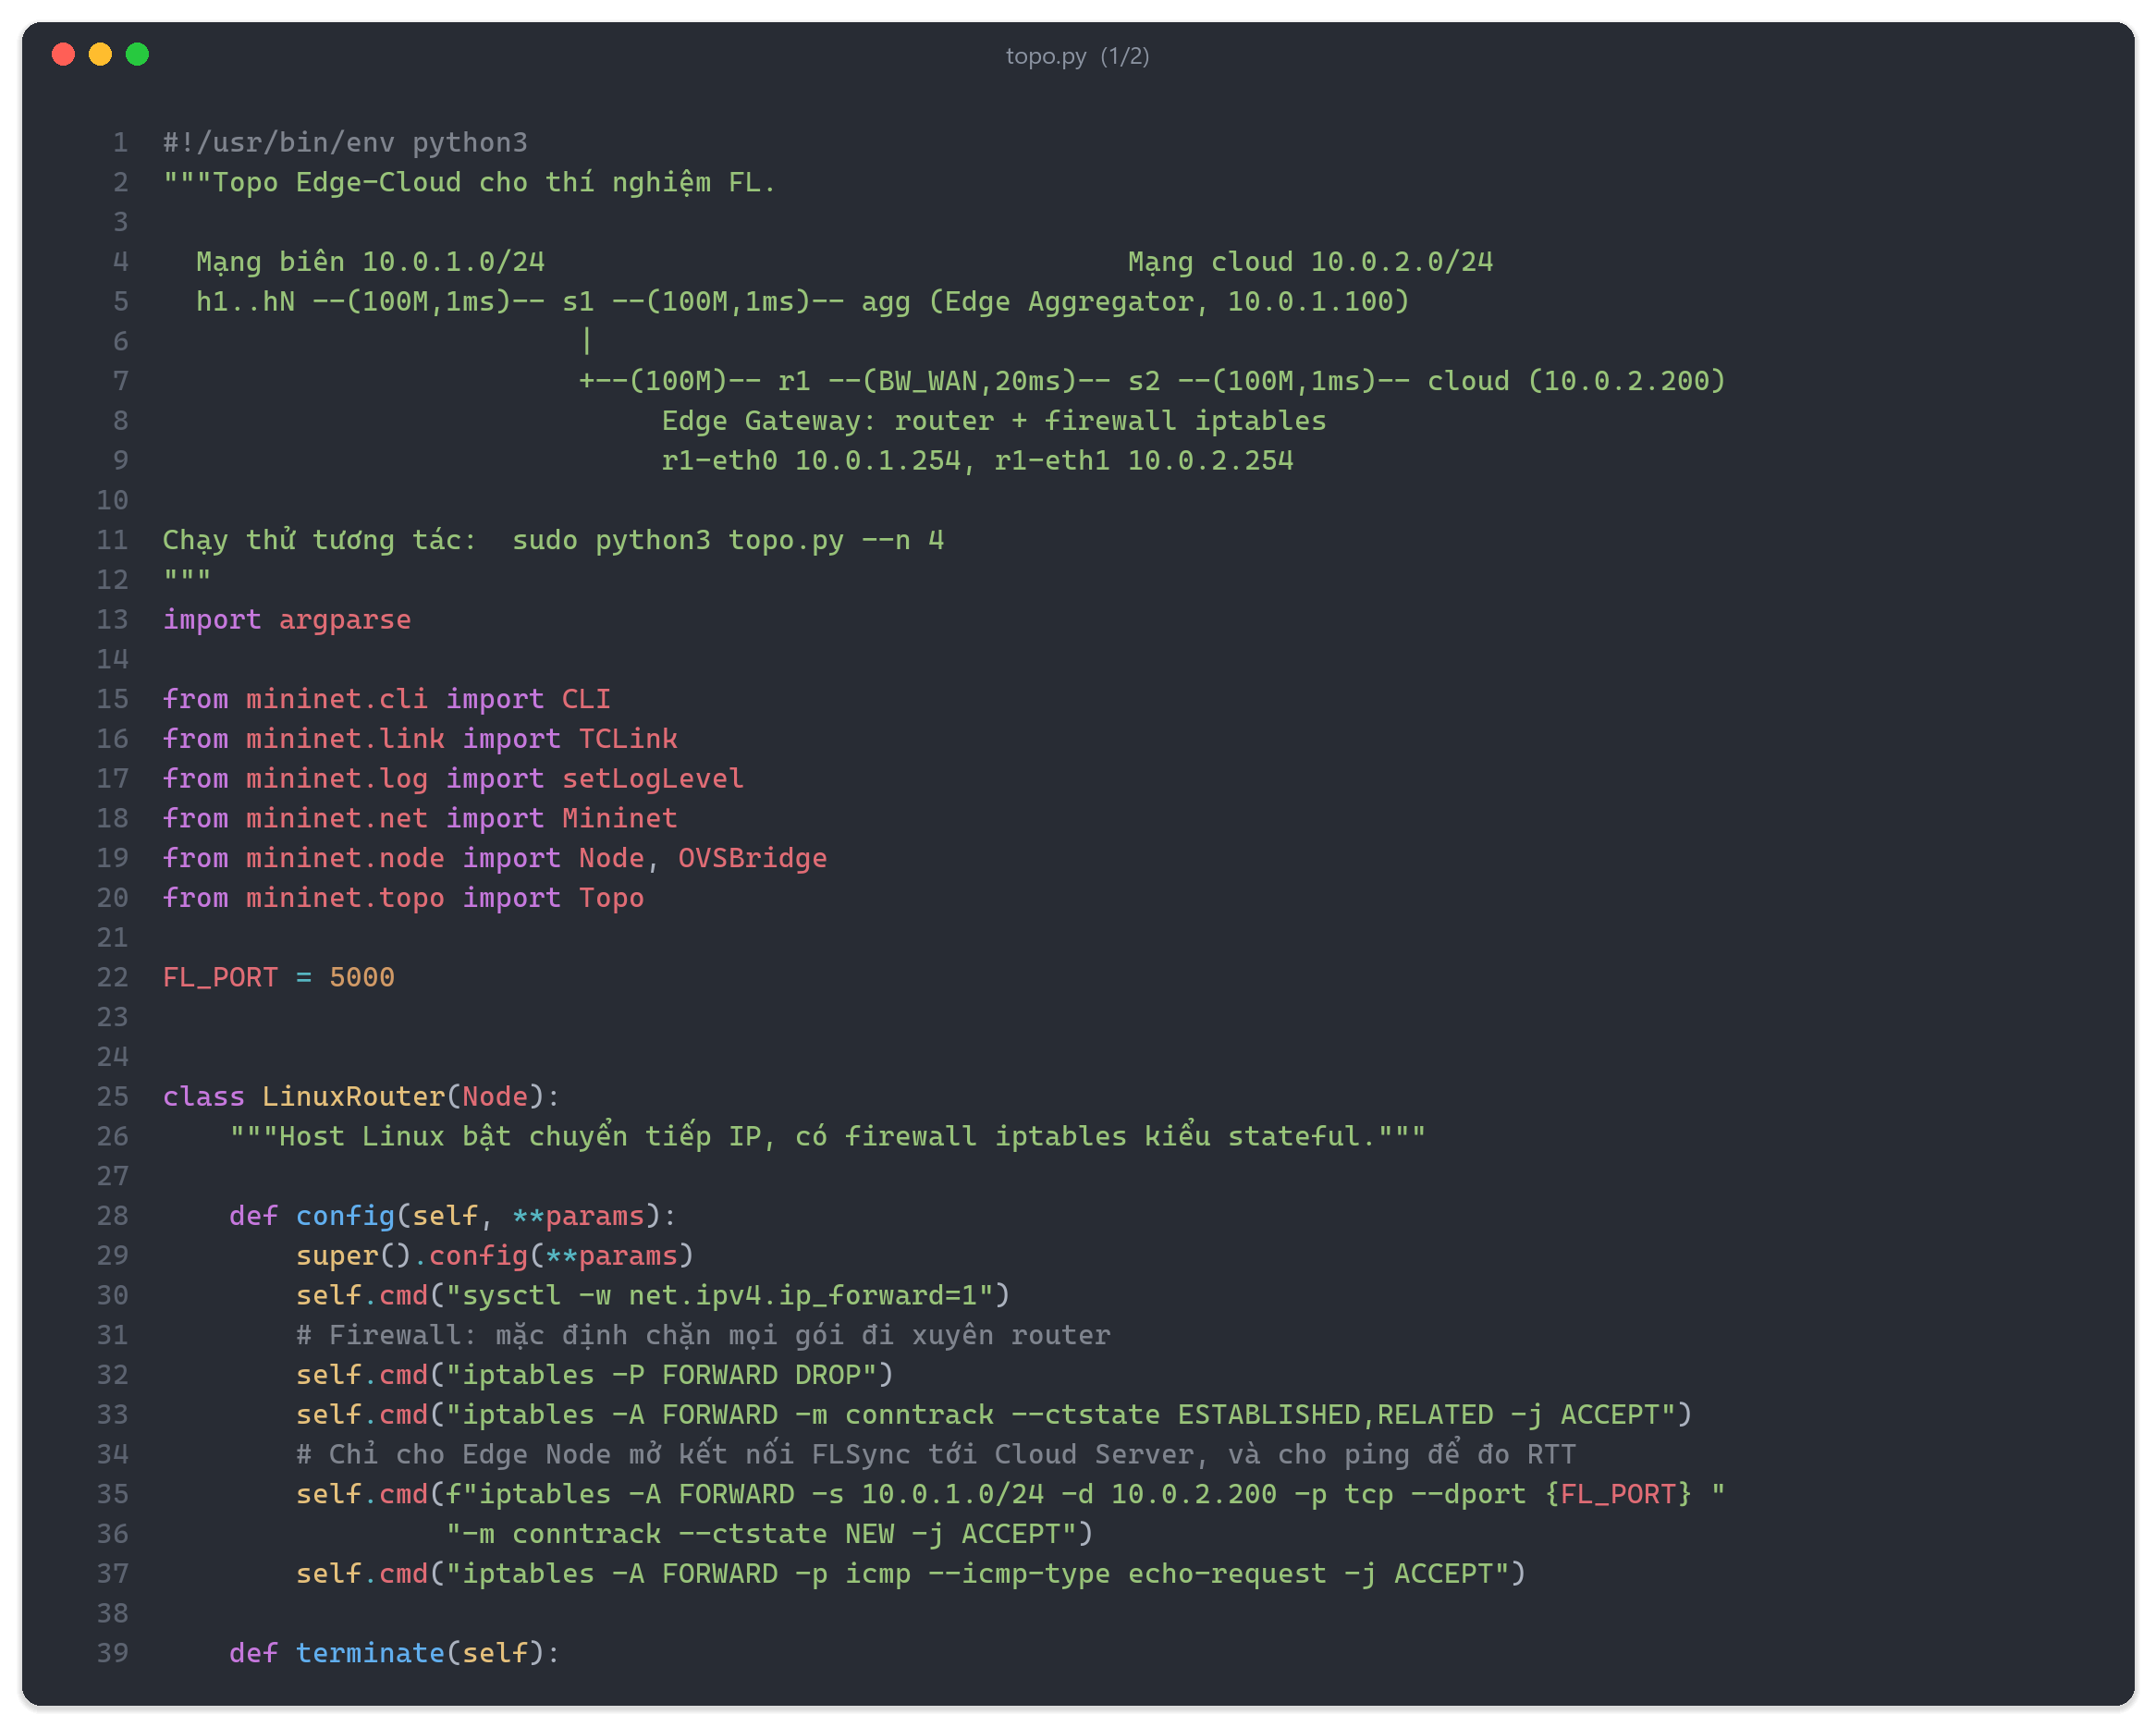 topo.py (1/2)
1 #!/usr/bin/env python3
2 """Topo Edge-Cloud cho thí nghiệm FL.
3
4   Mạng biên 10.0.1.0/24                                   Mạng cloud 10.0.2.0/24
5   h1..hN --(100M,1ms)-- s1 --(100M,1ms)-- agg (Edge Aggregator, 10.0.1.100)
6                          |
7                          +--(100M)-- r1 --(BW_WAN,20ms)-- s2 --(100M,1ms)-- cloud (10.0.2.200)
8                               Edge Gateway: router + firewall iptables
9                               r1-eth0 10.0.1.254, r1-eth1 10.0.2.254
10
11 Chạy thử tương tác:  sudo python3 topo.py --n 4
12 """
13 import argparse
14
15 from mininet.cli import CLI
16 from mininet.link import TCLink
17 from mininet.log import setLogLevel
18 from mininet.net import Mininet
19 from mininet.node import Node, OVSBridge
20 from mininet.topo import Topo
21
22 FL_PORT = 5000
23
24
25 class LinuxRouter(Node):
26     """Host Linux bật chuyển tiếp IP, có firewall iptables kiểu stateful."""
27
28     def config(self, **params):
29         super().config(**params)
30         self.cmd("sysctl -w net.ipv4.ip_forward=1")
31         # Firewall: mặc định chặn mọi gói đi xuyên router
32         self.cmd("iptables -P FORWARD DROP")
33         self.cmd("iptables -A FORWARD -m conntrack --ctstate ESTABLISHED,RELATED -j ACCEPT")
34         # Chỉ cho Edge Node mở kết nối FLSync tới Cloud Server, và cho ping để đo RTT
35         self.cmd(f"iptables -A FORWARD -s 10.0.1.0/24 -d 10.0.2.200 -p tcp --dport {FL_PORT} "
36                  "-m conntrack --ctstate NEW -j ACCEPT")
37         self.cmd("iptables -A FORWARD -p icmp --icmp-type echo-request -j ACCEPT")
38
39     def terminate(self):